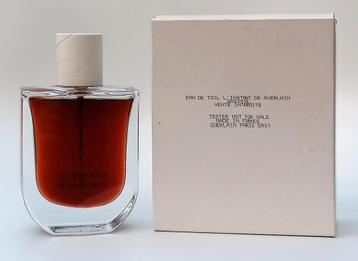 L'INSTANT
DE
GUERLAIN
EAU DE TOIL L'INSTANT DE GUERLAIN
VENTE INTERDITE
TESTER NOT FOR SALE
MADE IN FRANCE
GUERLAIN PARIS